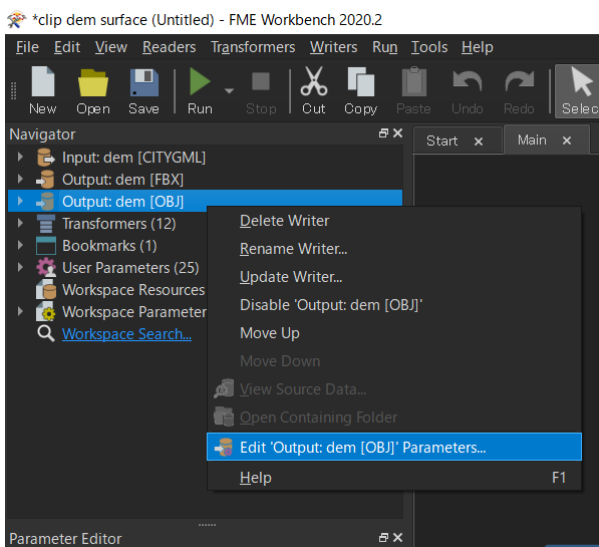 *clip dem surface (Untitled) - FME Workbench 2020.2
File Edit View Readers Transformers Writers Run Tools Help
New Open Save Run Stop Cut Copy Paste Undo Redo Selec
Navigator
Start Main
Input: dem [CITYGML]
Output: dem [FBX]
Output: dem [OBJ]
Transformers (12)
Bookmarks (1)
User Parameters (25)
Workspace Resources
Workspace Parameter
Workspace Search...
Delete Writer
Rename Writer...
Update Writer...
Disable 'Output: dem [OBJ]'
Move Up
Move Down
View Source Data...
Open Containing Folder
Edit 'Output: dem [OBJ]' Parameters...
Help F1
Parameter Editor